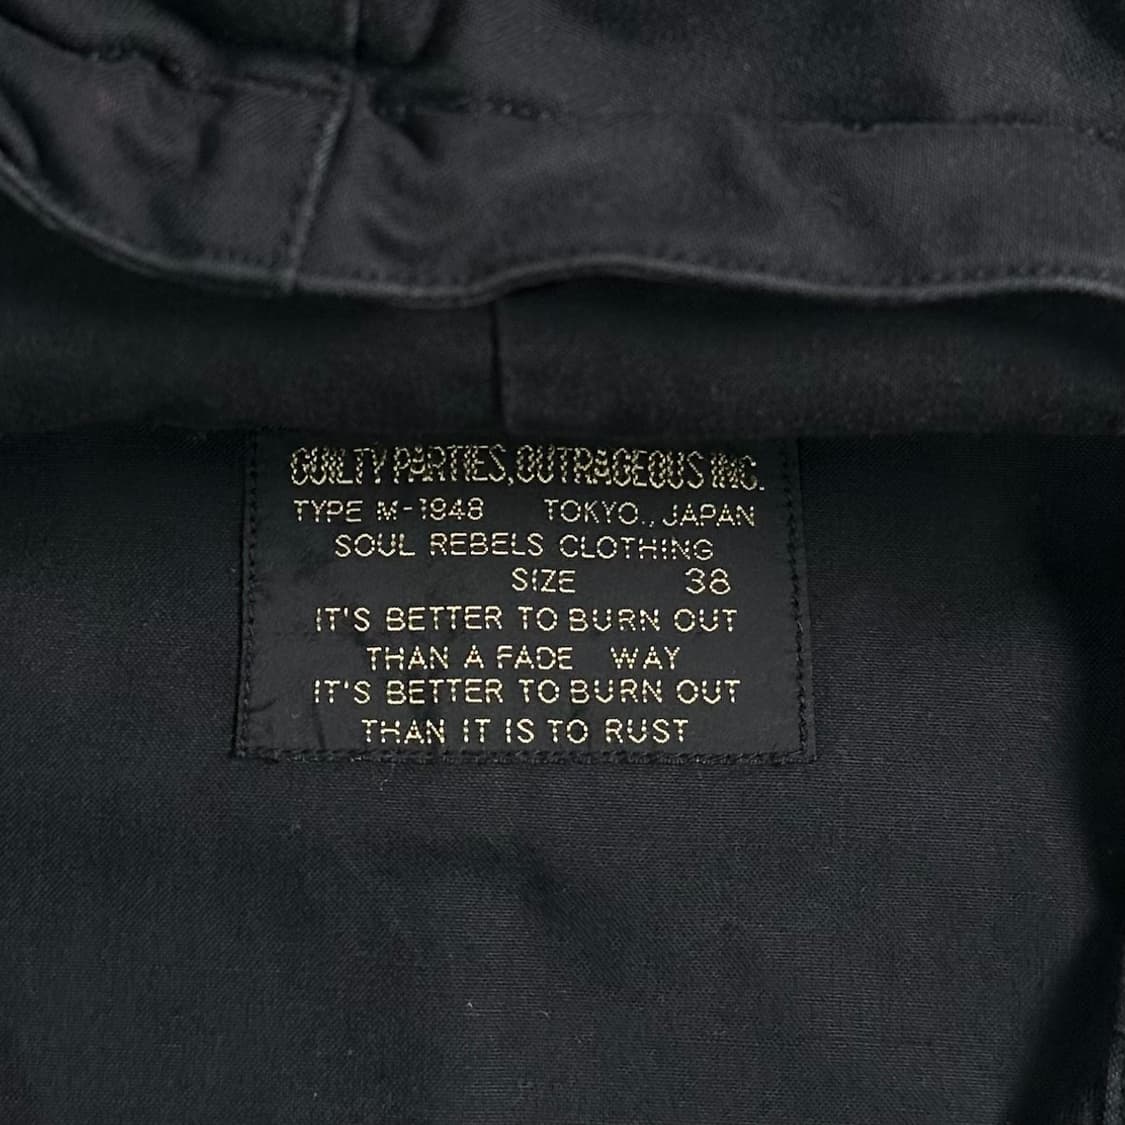 GUILTY PARTIES, OUTRAGEOUS INC.
TYPE M-1948 TOKYO., JAPAN
SOUL REBELS CLOTHING
SIZE 38
IT'S BETTER TO BURN OUT
THAN A FADE WAY
IT'S BETTER TO BURN OUT
THAN IT IS TO RUST